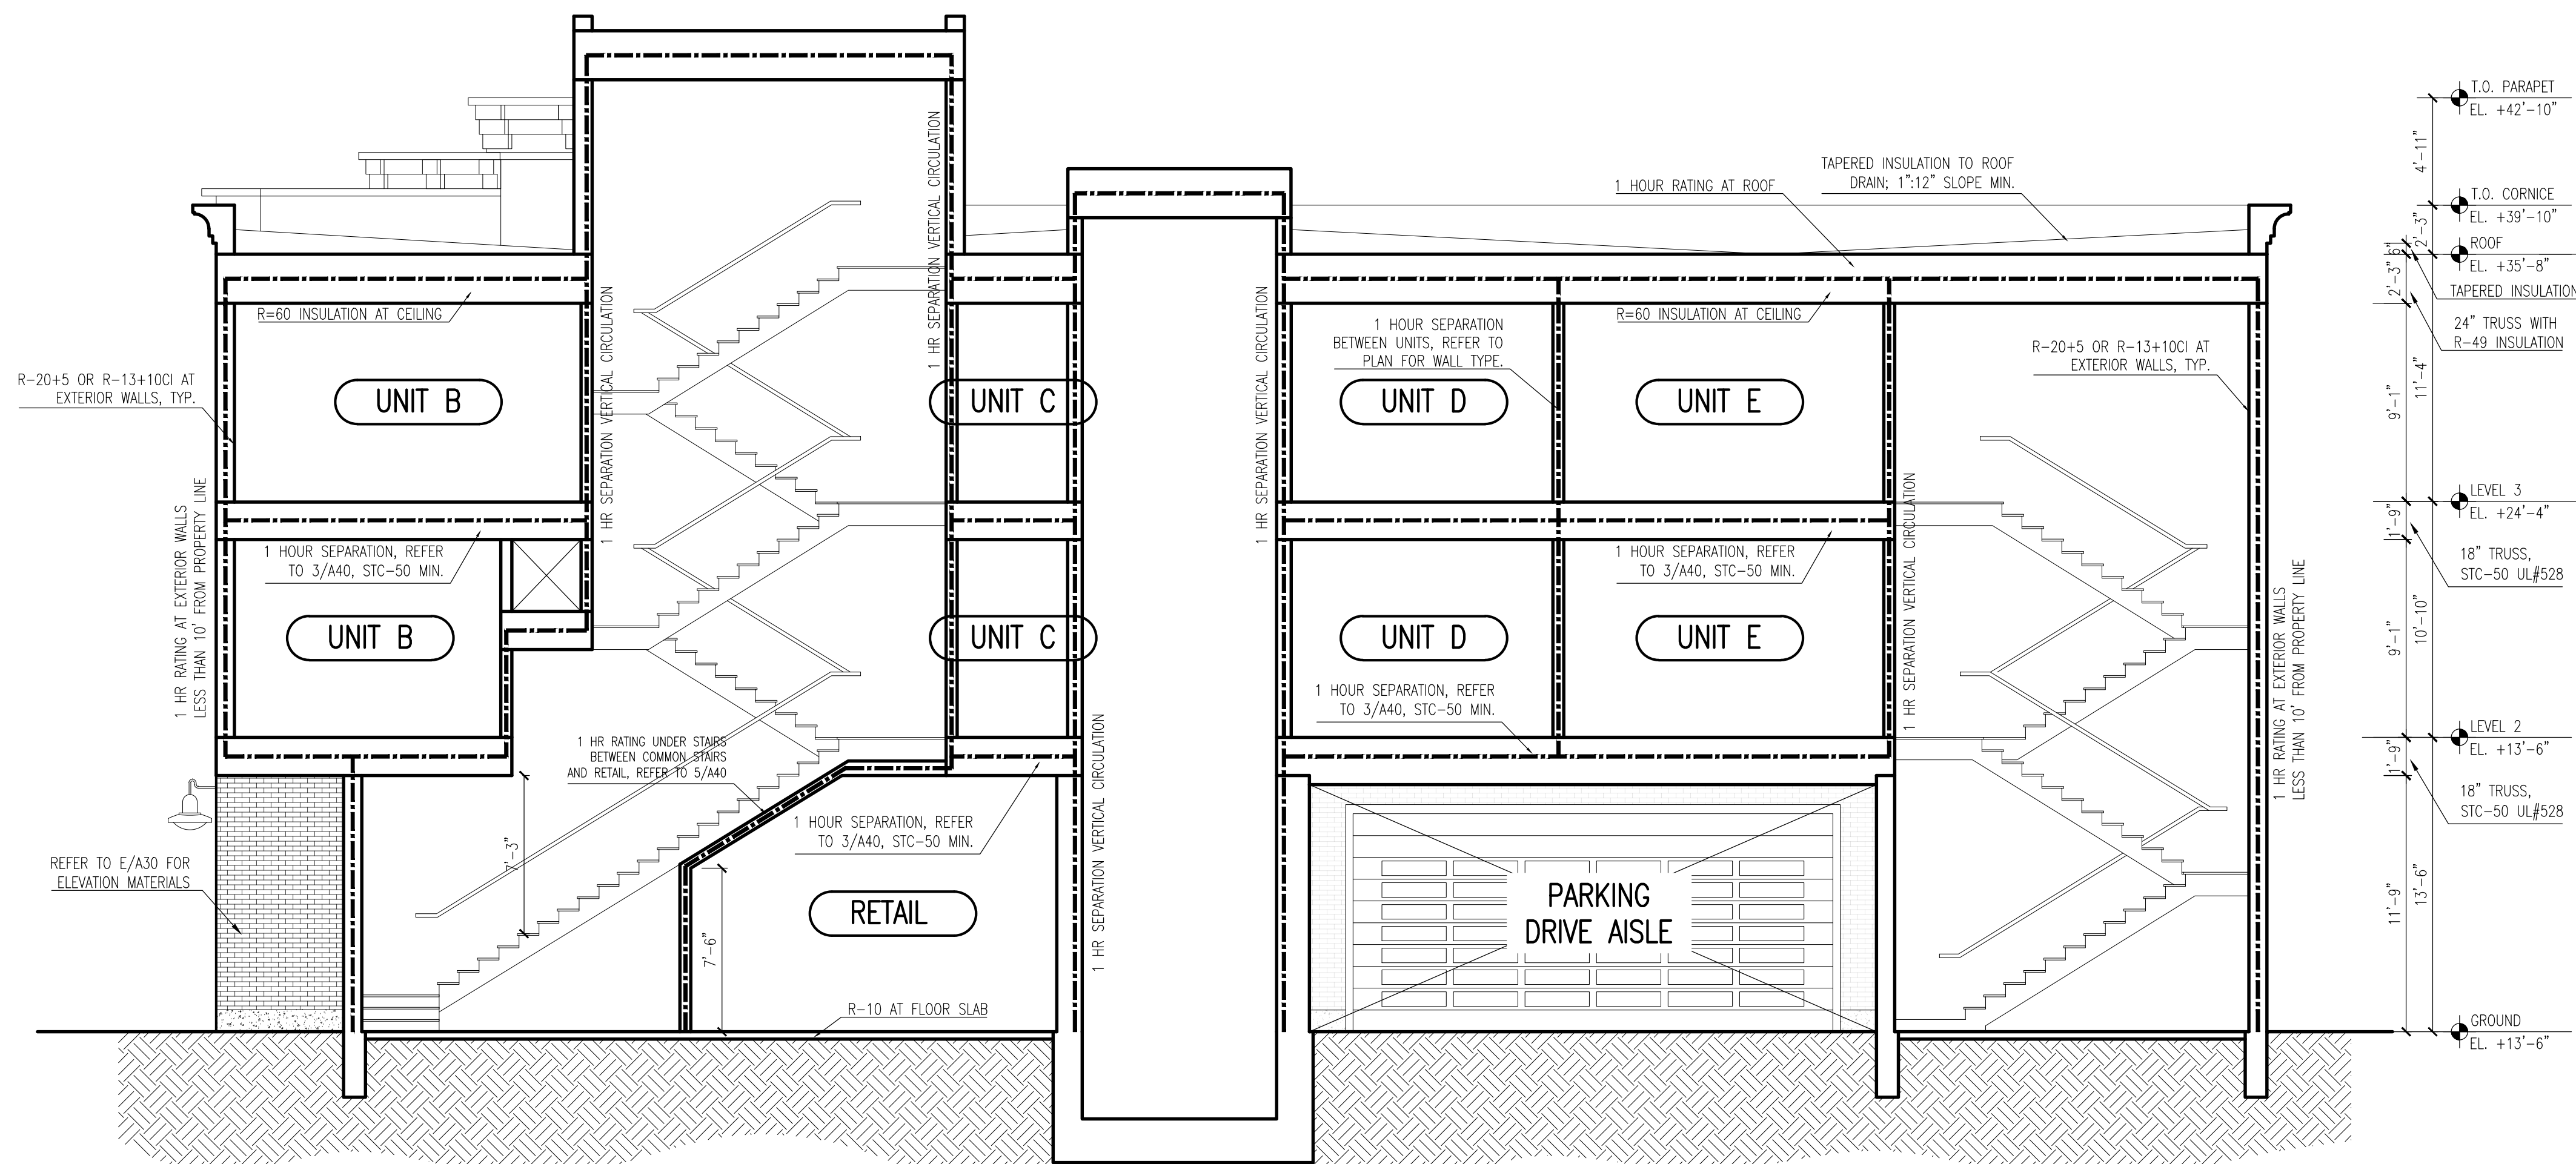 T.O. PARAPET
EL. +42'-10"
4'-11"
T.O. CORNICE
EL. +39'-10"
2'-3"
6"
ROOF
EL. +35'-8"
2'-3"
TAPERED INSULATION
24" TRUSS WITH
R-49 INSULATION
9'-1"
11'-4"
LEVEL 3
EL. +24'-4"
1'-9"
18" TRUSS,
STC-50 UL#528
9'-1"
10'-10"
LEVEL 2
EL. +13'-6"
1'-9"
18" TRUSS,
STC-50 UL#528
11'-9"
13'-6"
GROUND
EL. +13'-6"
1 HOUR RATING AT ROOF
TAPERED INSULATION TO ROOF
DRAIN; 1":12" SLOPE MIN.
R=60 INSULATION AT CEILING
R=60 INSULATION AT CEILING
1 HOUR SEPARATION
BETWEEN UNITS, REFER TO
PLAN FOR WALL TYPE.
R-20+5 OR R-13+10CI AT
EXTERIOR WALLS, TYP.
R-20+5 OR R-13+10CI AT
EXTERIOR WALLS, TYP.
UNIT B
UNIT C
UNIT D
UNIT E
1 HR SEPARATION VERTICAL CIRCULATION
1 HR SEPARATION VERTICAL CIRCULATION
1 HR SEPARATION VERTICAL CIRCULATION
1 HR SEPARATION VERTICAL CIRCULATION
1 HR SEPARATION VERTICAL CIRCULATION
1 HR RATING AT EXTERIOR WALLS
LESS THAN 10' FROM PROPERTY LINE
1 HR RATING AT EXTERIOR WALLS
LESS THAN 10' FROM PROPERTY LINE
1 HOUR SEPARATION, REFER
TO 3/A40, STC-50 MIN.
1 HOUR SEPARATION, REFER
TO 3/A40, STC-50 MIN.
UNIT B
UNIT C
UNIT D
UNIT E
1 HOUR SEPARATION, REFER
TO 3/A40, STC-50 MIN.
1 HR RATING UNDER STAIRS
BETWEEN COMMON STAIRS
AND RETAIL, REFER TO 5/A40
1 HOUR SEPARATION, REFER
TO 3/A40, STC-50 MIN.
7'-3"
7'-6"
REFER TO E/A30 FOR
ELEVATION MATERIALS
RETAIL
PARKING
DRIVE AISLE
R-10 AT FLOOR SLAB